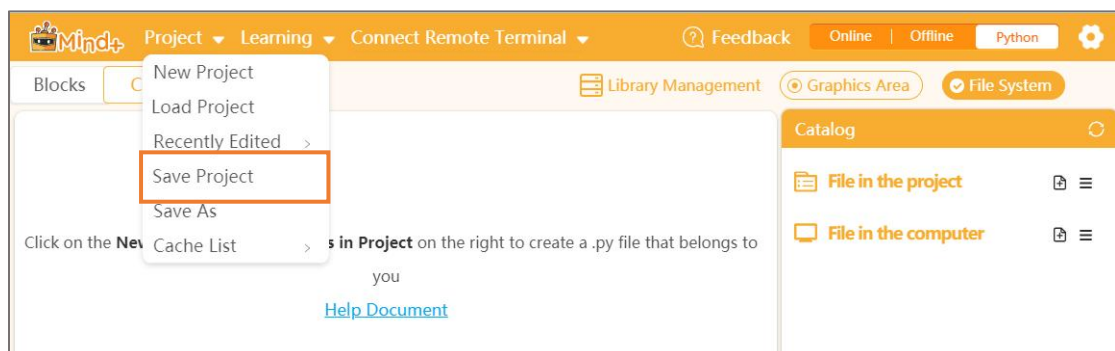 Mind+ Project Learning Connect Remote Terminal Feedback Online | Offline Python
Blocks C Library Management Graphics Area File System
New Project
Load Project
Recently Edited >
Save Project
Save As
Cache List >
Catalog
File in the project
File in the computer
Click on the New s in Project on the right to create a .py file that belongs to
you
Help Document